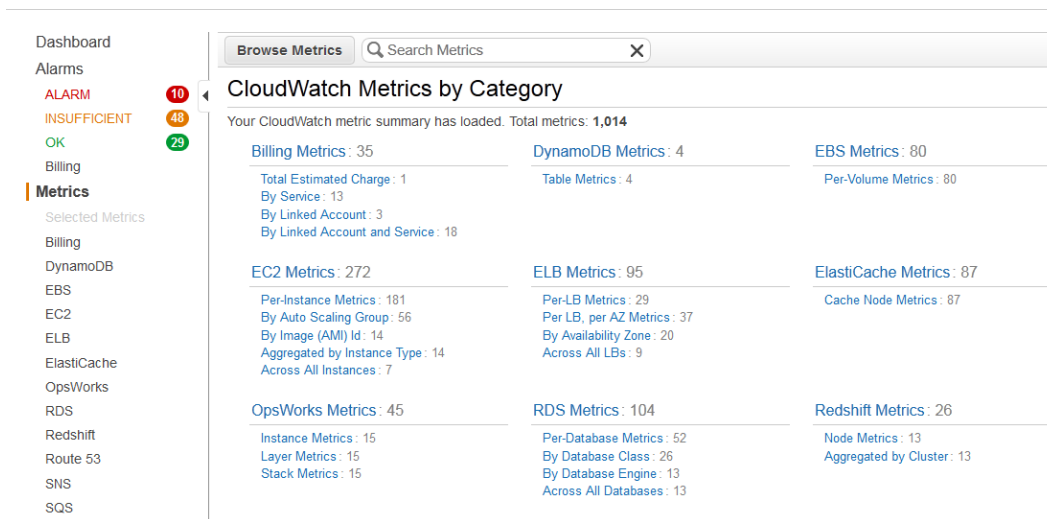 Dashboard
Alarms
ALARM 10
INSUFFICIENT 48
OK 29
Billing
Metrics
Selected Metrics
Billing
DynamoDB
EBS
EC2
ELB
ElastiCache
OpsWorks
RDS
Redshift
Route 53
SNS
SQS
Browse Metrics Search Metrics X
CloudWatch Metrics by Category
Your CloudWatch metric summary has loaded. Total metrics: 1,014
Billing Metrics: 35
Total Estimated Charge: 1
By Service: 13
By Linked Account: 3
By Linked Account and Service: 18
DynamoDB Metrics: 4
Table Metrics: 4
EBS Metrics: 80
Per-Volume Metrics: 80
EC2 Metrics: 272
Per-Instance Metrics: 181
By Auto Scaling Group: 56
By Image (AMI) Id: 14
Aggregated by Instance Type: 14
Across All Instances: 7
ELB Metrics: 95
Per-LB Metrics: 29
Per LB, per AZ Metrics: 37
By Availability Zone: 20
Across All LBs: 9
ElastiCache Metrics: 87
Cache Node Metrics: 87
OpsWorks Metrics: 45
Instance Metrics: 15
Layer Metrics: 15
Stack Metrics: 15
RDS Metrics: 104
Per-Database Metrics: 52
By Database Class: 26
By Database Engine: 13
Across All Databases: 13
Redshift Metrics: 26
Node Metrics: 13
Aggregated by Cluster: 13